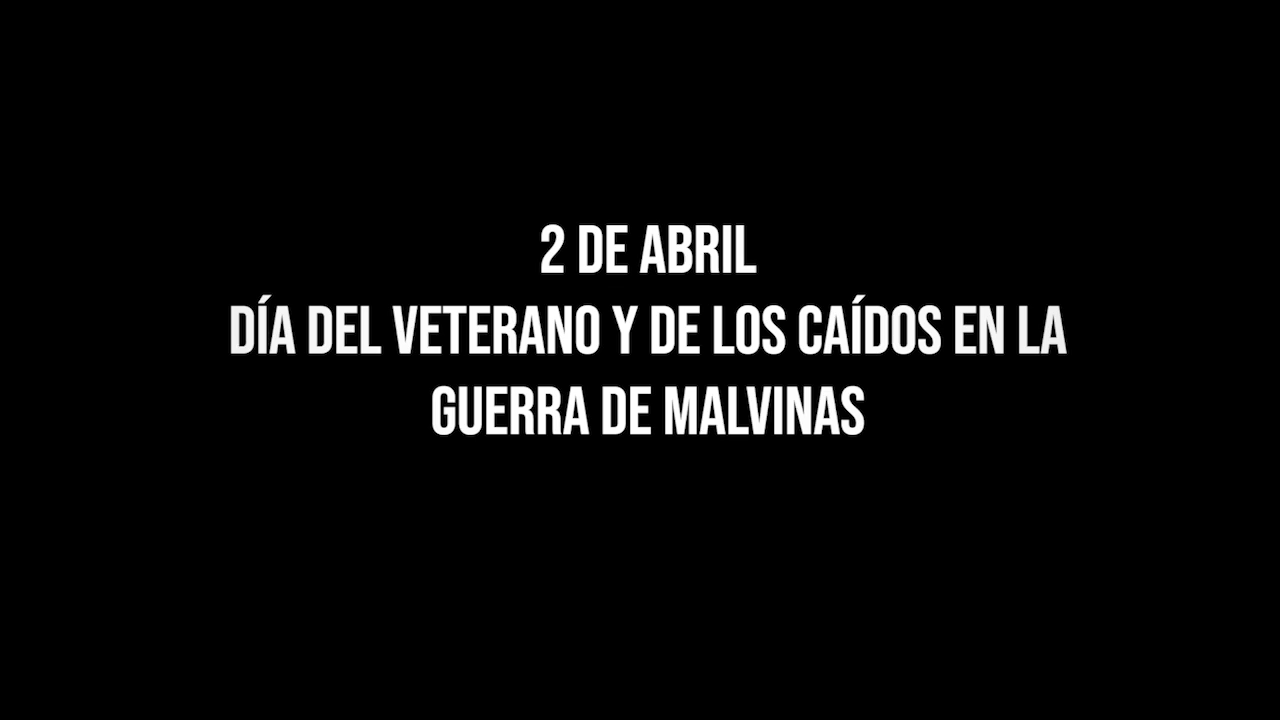 2 DE ABRIL
DÍA DEL VETERANO Y DE LOS CAÍDOS EN LA
GUERRA DE MALVINAS